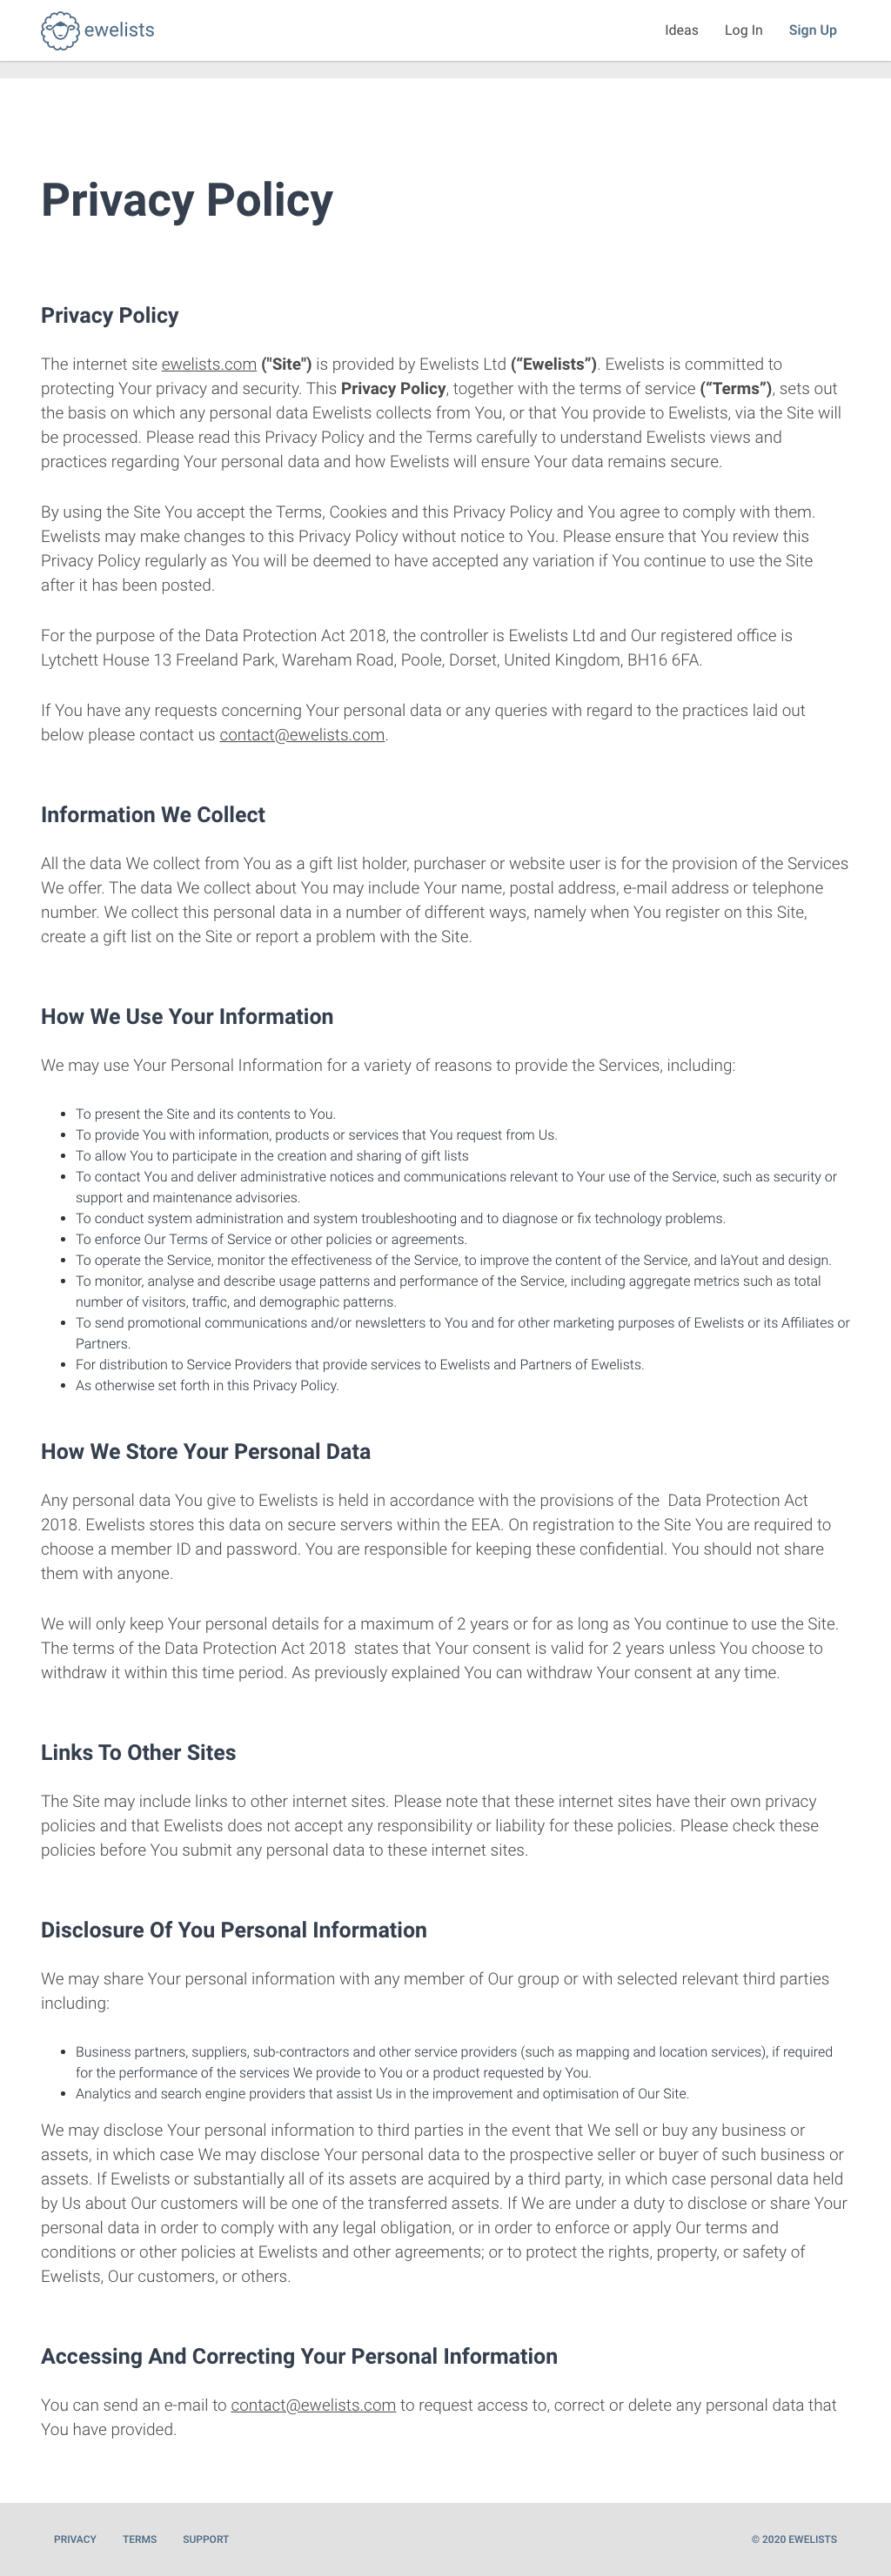 ewelists
Ideas
Log In
Sign Up
Privacy Policy
Privacy Policy
The internet site ewelists.com ("Site") is provided by Ewelists Ltd (“Ewelists”). Ewelists is committed to
protecting Your privacy and security. This Privacy Policy, together with the terms of service (“Terms”), sets out
the basis on which any personal data Ewelists collects from You, or that You provide to Ewelists, via the Site will
be processed. Please read this Privacy Policy and the Terms carefully to understand Ewelists views and
practices regarding Your personal data and how Ewelists will ensure Your data remains secure.
By using the Site You accept the Terms, Cookies and this Privacy Policy and You agree to comply with them.
Ewelists may make changes to this Privacy Policy without notice to You. Please ensure that You review this
Privacy Policy regularly as You will be deemed to have accepted any variation if You continue to use the Site
after it has been posted.
For the purpose of the Data Protection Act 2018, the controller is Ewelists Ltd and Our registered office is
Lytchett House 13 Freeland Park, Wareham Road, Poole, Dorset, United Kingdom, BH16 6FA.
If You have any requests concerning Your personal data or any queries with regard to the practices laid out
below please contact us contact@ewelists.com.
Information We Collect
All the data We collect from You as a gift list holder, purchaser or website user is for the provision of the Services
We offer. The data We collect about You may include Your name, postal address, e-mail address or telephone
number. We collect this personal data in a number of different ways, namely when You register on this Site,
create a gift list on the Site or report a problem with the Site.
How We Use Your Information
We may use Your Personal Information for a variety of reasons to provide the Services, including:
• To present the Site and its contents to You.
• To provide You with information, products or services that You request from Us.
• To allow You to participate in the creation and sharing of gift lists
• To contact You and deliver administrative notices and communications relevant to Your use of the Service, such as security or
support and maintenance advisories.
• To conduct system administration and system troubleshooting and to diagnose or fix technology problems.
• To enforce Our Terms of Service or other policies or agreements.
• To operate the Service, monitor the effectiveness of the Service, to improve the content of the Service, and laYout and design.
• To monitor, analyse and describe usage patterns and performance of the Service, including aggregate metrics such as total
number of visitors, traffic, and demographic patterns.
• To send promotional communications and/or newsletters to You and for other marketing purposes of Ewelists or its Affiliates or
Partners.
• For distribution to Service Providers that provide services to Ewelists and Partners of Ewelists.
• As otherwise set forth in this Privacy Policy.
How We Store Your Personal Data
Any personal data You give to Ewelists is held in accordance with the provisions of the  Data Protection Act
2018. Ewelists stores this data on secure servers within the EEA. On registration to the Site You are required to
choose a member ID and password. You are responsible for keeping these confidential. You should not share
them with anyone.
We will only keep Your personal details for a maximum of 2 years or for as long as You continue to use the Site.
The terms of the Data Protection Act 2018  states that Your consent is valid for 2 years unless You choose to
withdraw it within this time period. As previously explained You can withdraw Your consent at any time.
Links To Other Sites
The Site may include links to other internet sites. Please note that these internet sites have their own privacy
policies and that Ewelists does not accept any responsibility or liability for these policies. Please check these
policies before You submit any personal data to these internet sites.
Disclosure Of You Personal Information
We may share Your personal information with any member of Our group or with selected relevant third parties
including:
• Business partners, suppliers, sub-contractors and other service providers (such as mapping and location services), if required
for the performance of the services We provide to You or a product requested by You.
• Analytics and search engine providers that assist Us in the improvement and optimisation of Our Site.
We may disclose Your personal information to third parties in the event that We sell or buy any business or
assets, in which case We may disclose Your personal data to the prospective seller or buyer of such business or
assets. If Ewelists or substantially all of its assets are acquired by a third party, in which case personal data held
by Us about Our customers will be one of the transferred assets. If We are under a duty to disclose or share Your
personal data in order to comply with any legal obligation, or in order to enforce or apply Our terms and
conditions or other policies at Ewelists and other agreements; or to protect the rights, property, or safety of
Ewelists, Our customers, or others.
Accessing And Correcting Your Personal Information
You can send an e-mail to contact@ewelists.com to request access to, correct or delete any personal data that
You have provided.
PRIVACY
TERMS
SUPPORT
© 2020 EWELISTS